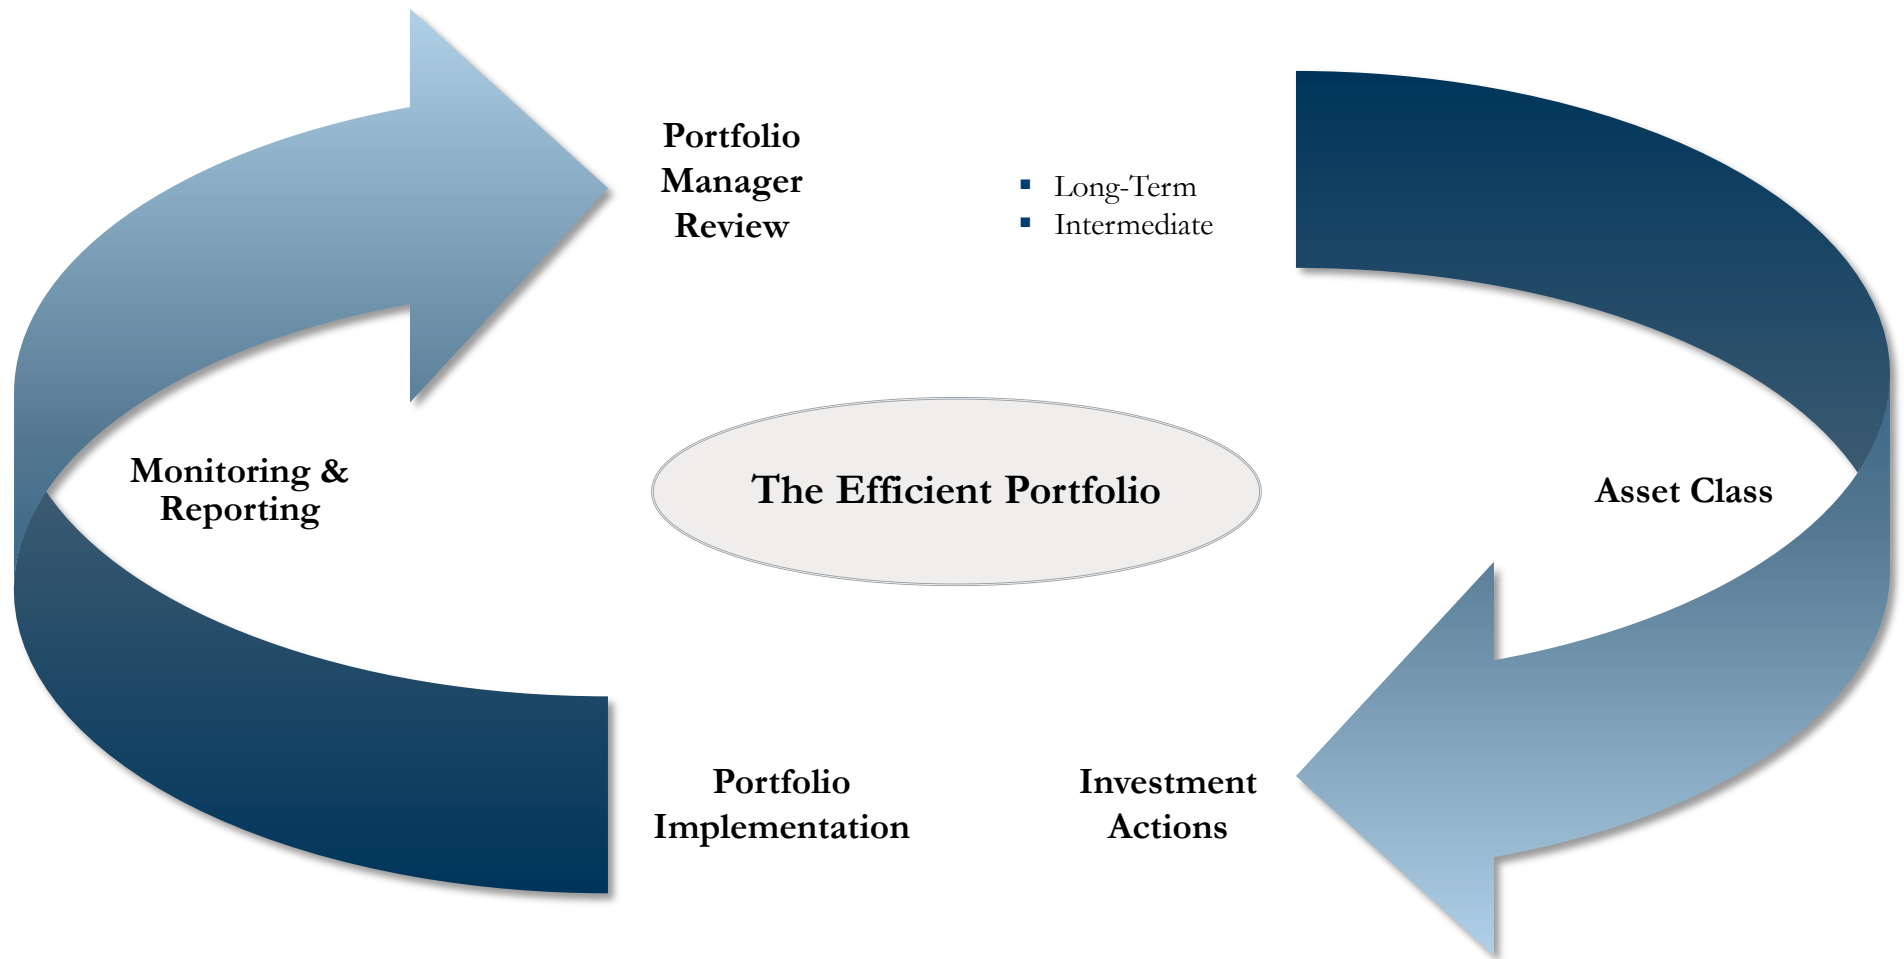 Portfolio
Manager
Review
▪ Long-Term
▪ Intermediate
Monitoring &
Reporting
The Efficient Portfolio
Asset Class
Portfolio
Implementation
Investment
Actions